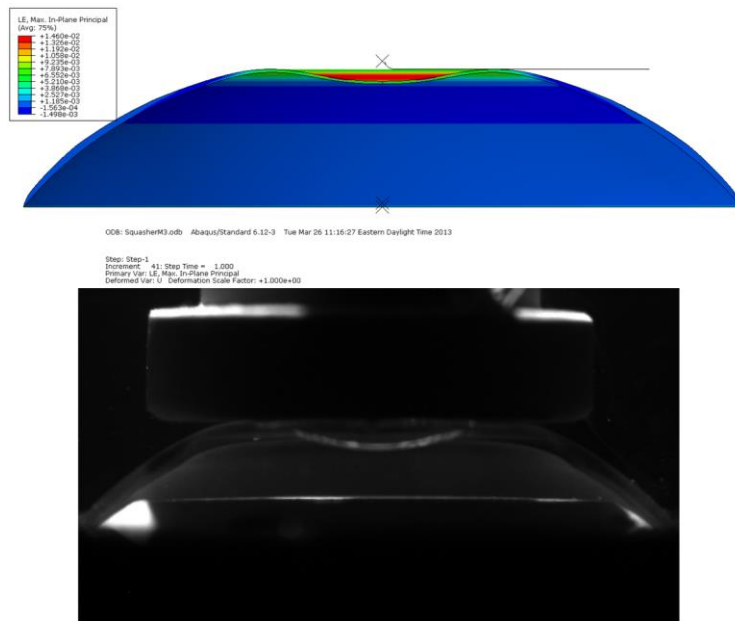 LE, Max. In-Plane Principal
(Avg: 75%)
+1.460e-02
+1.326e-02
+1.192e-02
+1.058e-02
+9.235e-03
+7.893e-03
+6.552e-03
+5.210e-03
+3.868e-03
+2.527e-03
+1.185e-03
-1.563e-04
-1.498e-03
ODB: SquasherM3.odb Abaqus/Standard 6.12-3 Tue Mar 26 11:16:27 Eastern Daylight Time 2013
Step: Step-1
Increment 41: Step Time = 1.000
Primary Var: LE, Max. In-Plane Principal
Deformed Var: U Deformation Scale Factor: +1.000e+00